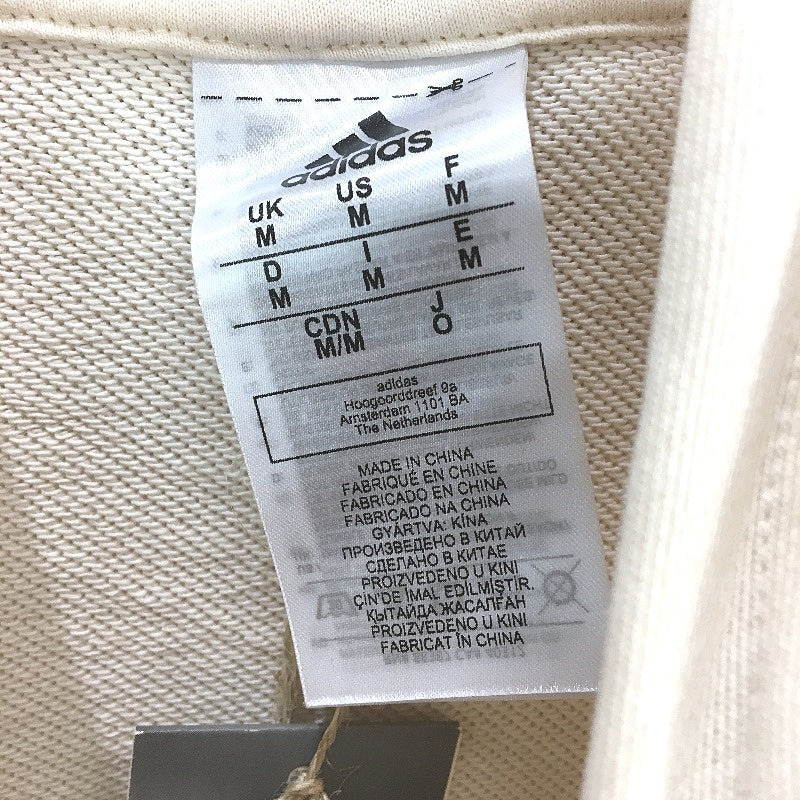 adidas
UK US F
M M M
D I E
M M M
CDN J
M/M O
adidas
Hoogoorddreef 9a
Amsterdam 1101 BA
The Netherlands
MADE IN CHINA
FABRIQUÉ EN CHINE
FABRICADO EN CHINA
FABRICADO NA CHINA
GYÁRTVA: KÍNA
ПРОИЗВЕДЕНО В КИТАЙ
СДЕЛАНО В КИТАЕ
PROIZVEDENO U KINI
ÇİN'DE İMAL EDİLMİŞTİR.
ҚЫТАЙДА ЖАСАЛҒАН
PROIZVEDENO U KINI
FABRICAT ÎN CHINA